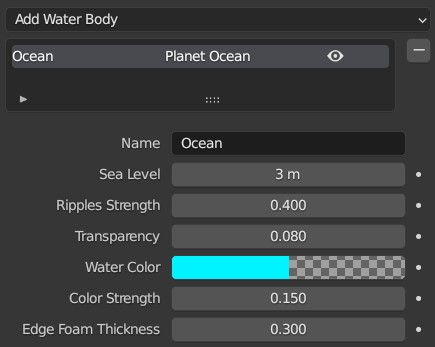 Add Water Body
Ocean Planet Ocean
Name Ocean
Sea Level 3 m
Ripples Strength 0.400
Transparency 0.080
Water Color
Color Strength 0.150
Edge Foam Thickness 0.300